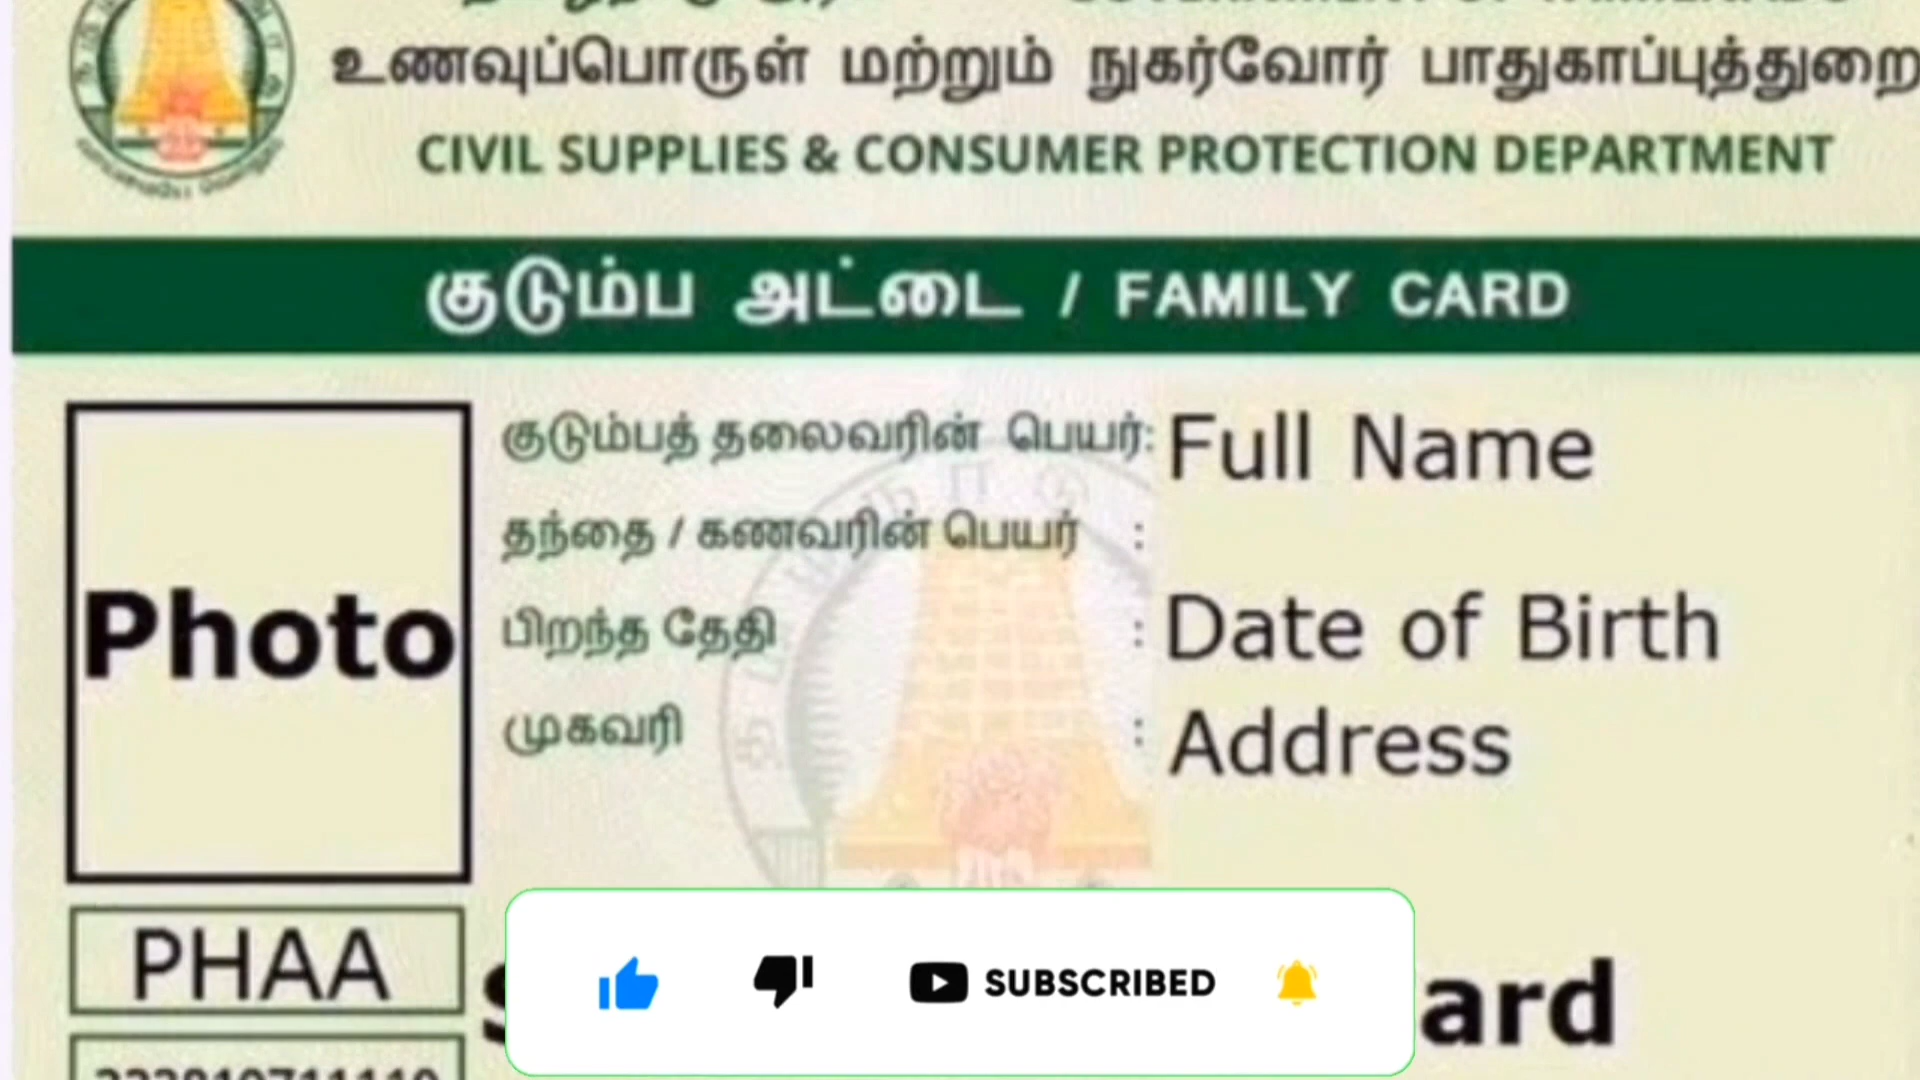 உணவுப்பொருள் மற்றும் நுகர்வோர் பாதுகாப்புத்துறை
CIVIL SUPPLIES & CONSUMER PROTECTION DEPARTMENT
குடும்ப அட்டை / FAMILY CARD
குடும்பத் தலைவரின் பெயர்: Full Name
தந்தை / கணவரின் பெயர் :
பிறந்த தேதி : Date of Birth
முகவரி : Address
Photo
PHAA
SUBSCRIBED
ard